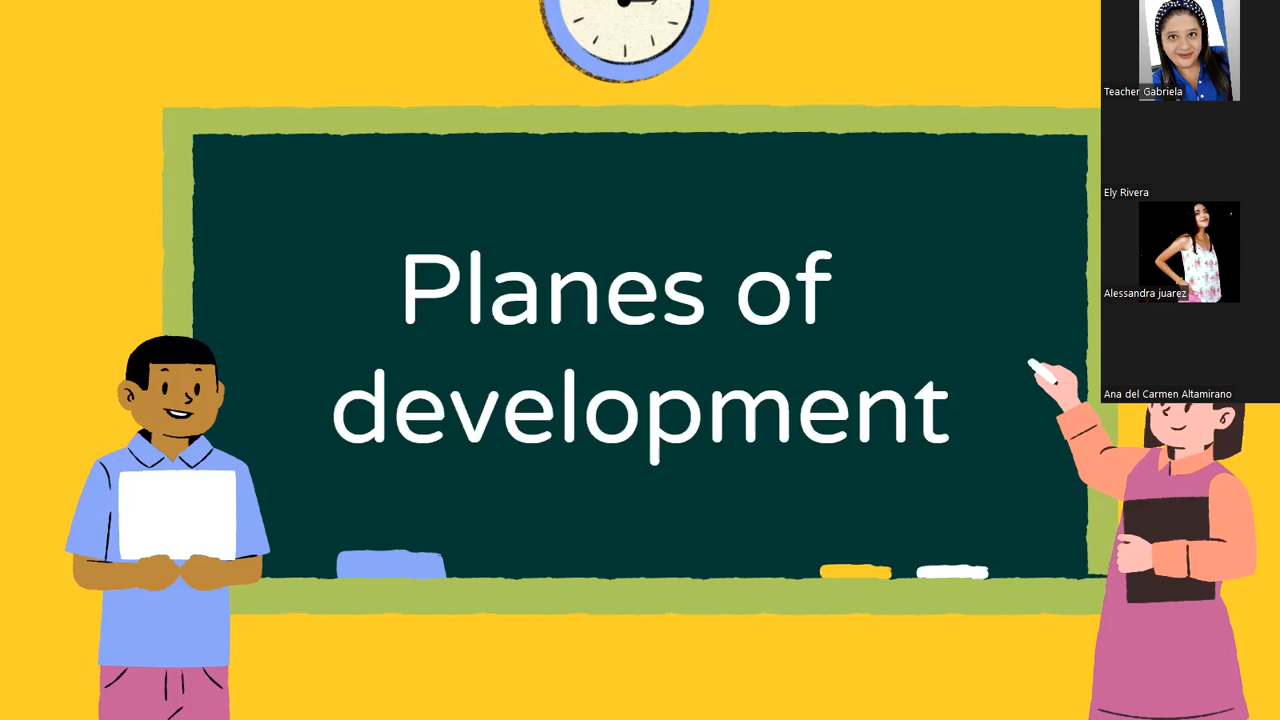 Planes of
development
Teacher Gabriela
Ely Rivera
Alessandra juarez
Ana del Carmen Altamirano